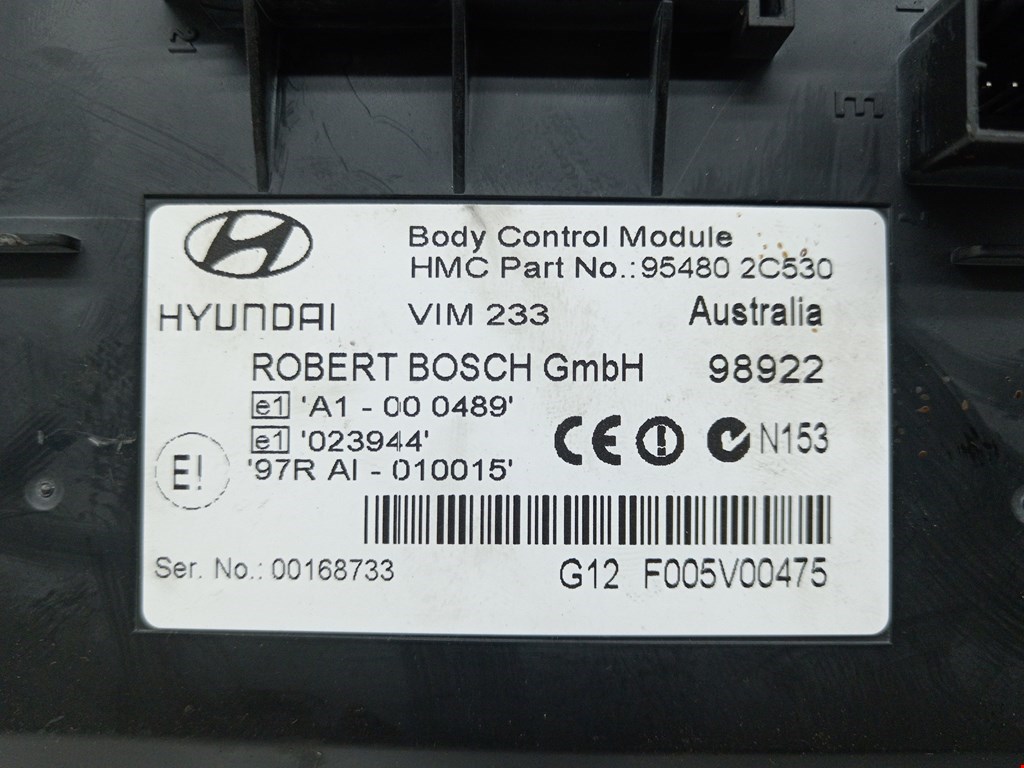 Body Control Module
HMC Part No.:95480 2C530
HYUNDAI VIM 233 Australia
ROBERT BOSCH GmbH 98922
e1 'A1 - 00 0489'
e1 '023944'
E! '97R AI - 010015'
CE N153
Ser. No.: 00168733 G12 F005V00475